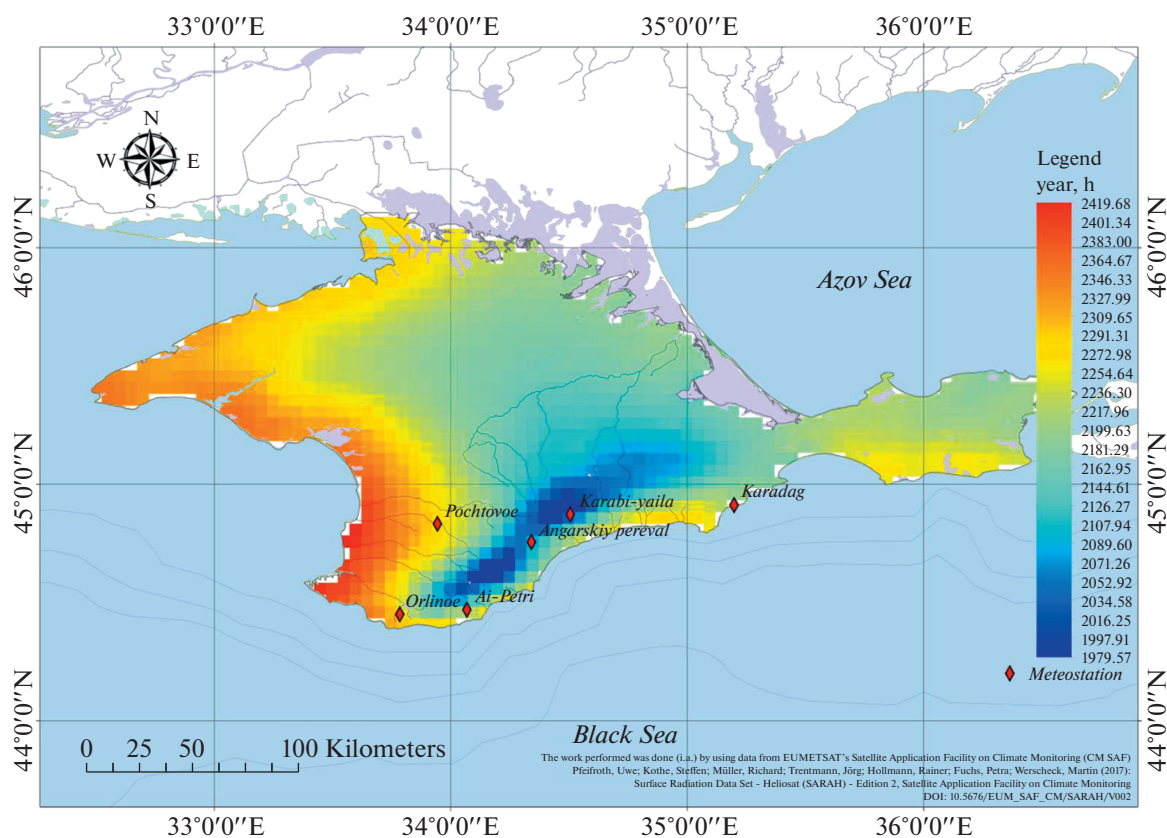 33°00′0″E 34°00′0″E 35°00′0″E 36°00′0″E
N
W E
S
46°0′0″N
45°0′0″N
44°0′0″N
Azov Sea
Legend
year, h
2419.68
2401.34
2383.00
2364.67
2346.33
2327.99
2309.65
2291.31
2272.98
2254.64
2236.30
2217.96
2199.63
2181.29
2162.95
2144.61
2126.27
2107.94
2089.60
2071.26
2052.92
2034.58
2016.25
1997.91
1979.57
Meteostation
46°0′0″N
45°0′0″N
44°0′0″N
Karadag
Karabi-yaila
Pochtovoe
Angarskiy pereval
Orlinoe
Ai-Petri
Black Sea
0 25 50 100 Kilometers
The work performed was done (i.a.) by using data from EUMETSAT’s Satellite Application Facility on Climate Monitoring (CM SAF)
Pfeifroth, Uwe; Kothe, Steffen; Müller, Richard; Trentmann, Jörg; Hollmann, Rainer; Fuchs, Petra; Werscheck, Martin (2017):
Surface Radiation Data Set - Heliosat (SARAH) - Edition 2, Satellite Application Facility on Climate Monitoring
DOI: 10.5676/EUM_SAF_CM/SARAH/V002
33°00′0″E 34°00′0″E 35°00′0″E 36°00′0″E